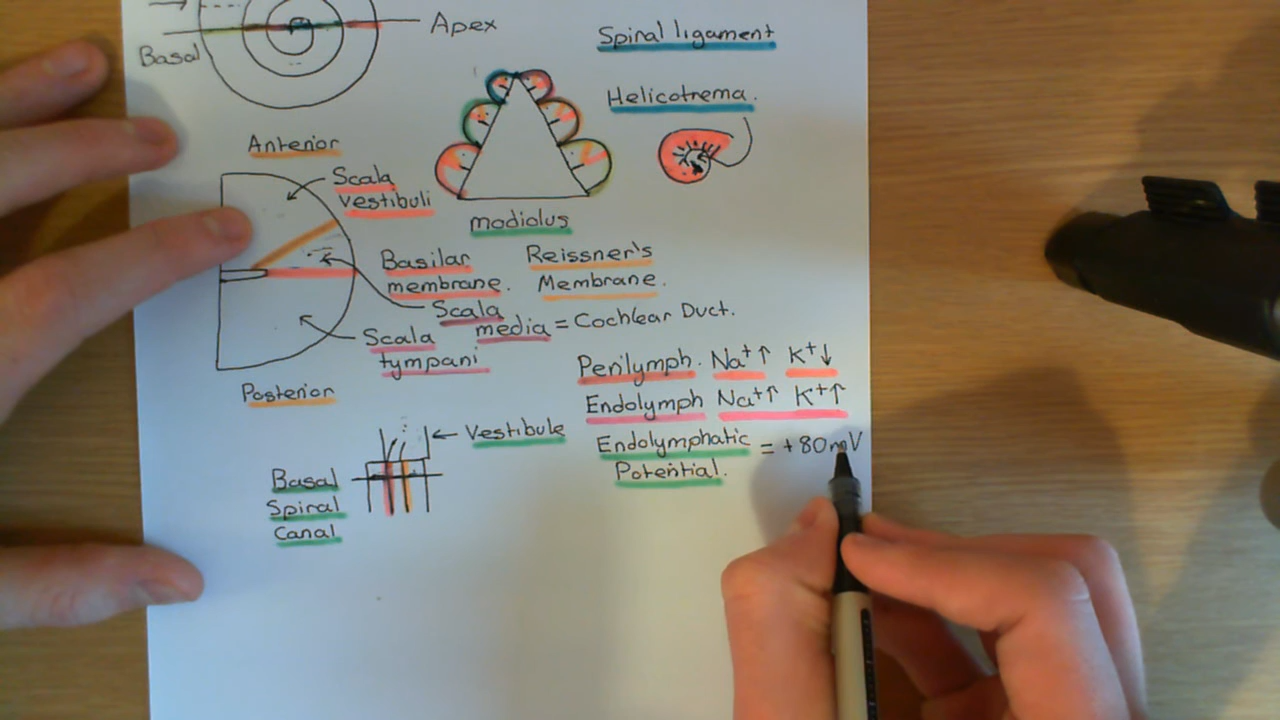 Apex
Basal
Spiral ligament
Helicotrema.
Anterior
Scala
vestibuli
modiolus
Basilar
membrane.
Reissner's
Membrane.
Scala
media = Cochlear Duct.
Scala
tympani
Posterior
Perilymph. Na+↑ K+↓
Endolymph Na+↑ K+↑
Endolymphatic
Potential. = +80mV
Vestibule
Basal
Spiral
Canal